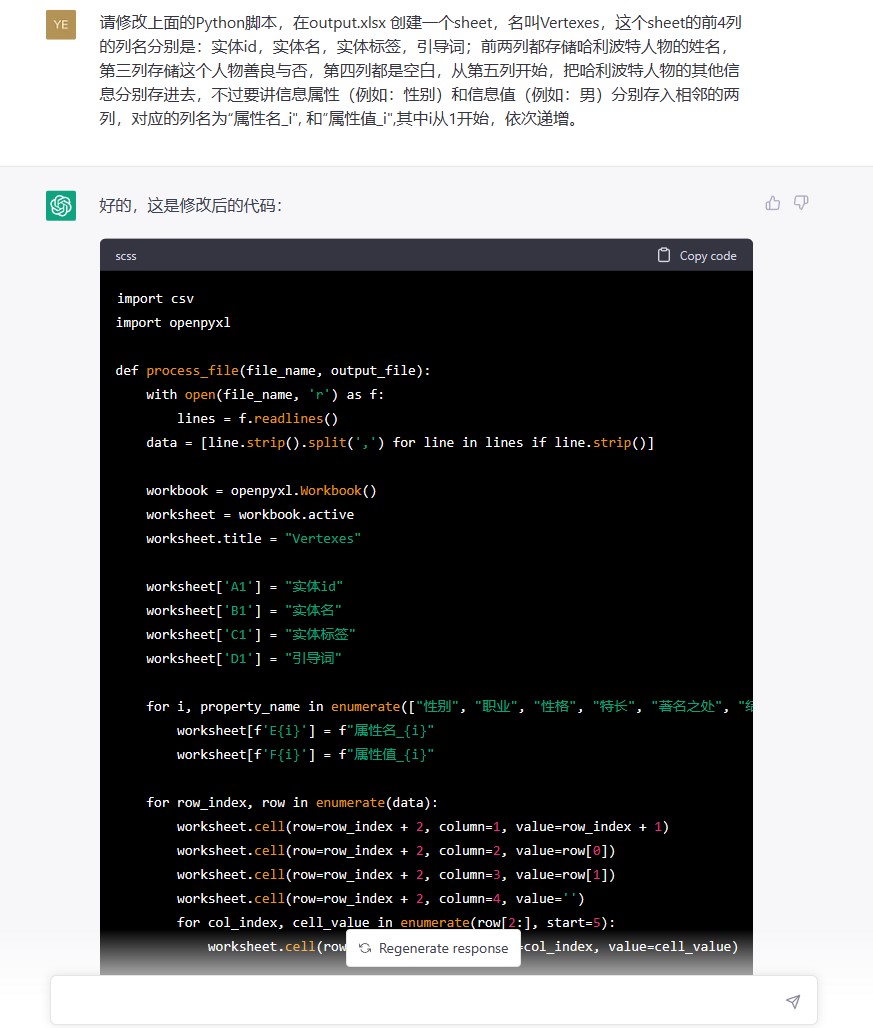 YE
请修改上面的Python脚本，在output.xlsx 创建一个sheet，名叫Vertexes，这个sheet的前4列
的列名分别是：实体id，实体名，实体标签，引导词；前两列都存储哈利波特人物的姓名，
第三列存储这个人物善良与否，第四列都是空白，从第五列开始，把哈利波特人物的其他信
息分别存进去，不过要讲信息属性（例如：性别）和信息值（例如：男）分别存入相邻的两
列，对应的列名为“属性名_i", 和“属性值_i",其中i从1开始，依次递增。
好的，这是修改后的代码：
scss
Copy code
import csv
import openpyxl
def process_file(file_name, output_file):
    with open(file_name, 'r') as f:
        lines = f.readlines()
    data = [line.strip().split(',') for line in lines if line.strip()]
    workbook = openpyxl.Workbook()
    worksheet = workbook.active
    worksheet.title = "Vertexes"
    worksheet['A1'] = "实体id"
    worksheet['B1'] = "实体名"
    worksheet['C1'] = "实体标签"
    worksheet['D1'] = "引导词"
    for i, property_name in enumerate(["性别", "职业", "性格", "特长", "著名之处", "
        worksheet[f'E{i}'] = f"属性名_{i}"
        worksheet[f'F{i}'] = f"属性值_{i}"
    for row_index, row in enumerate(data):
        worksheet.cell(row=row_index + 2, column=1, value=row_index + 1)
        worksheet.cell(row=row_index + 2, column=2, value=row[0])
        worksheet.cell(row=row_index + 2, column=3, value=row[1])
        worksheet.cell(row=row_index + 2, column=4, value='')
        for col_index, cell_value in enumerate(row[2:], start=5):
            worksheet.cell(row =col_index, value=cell_value)
Regenerate response